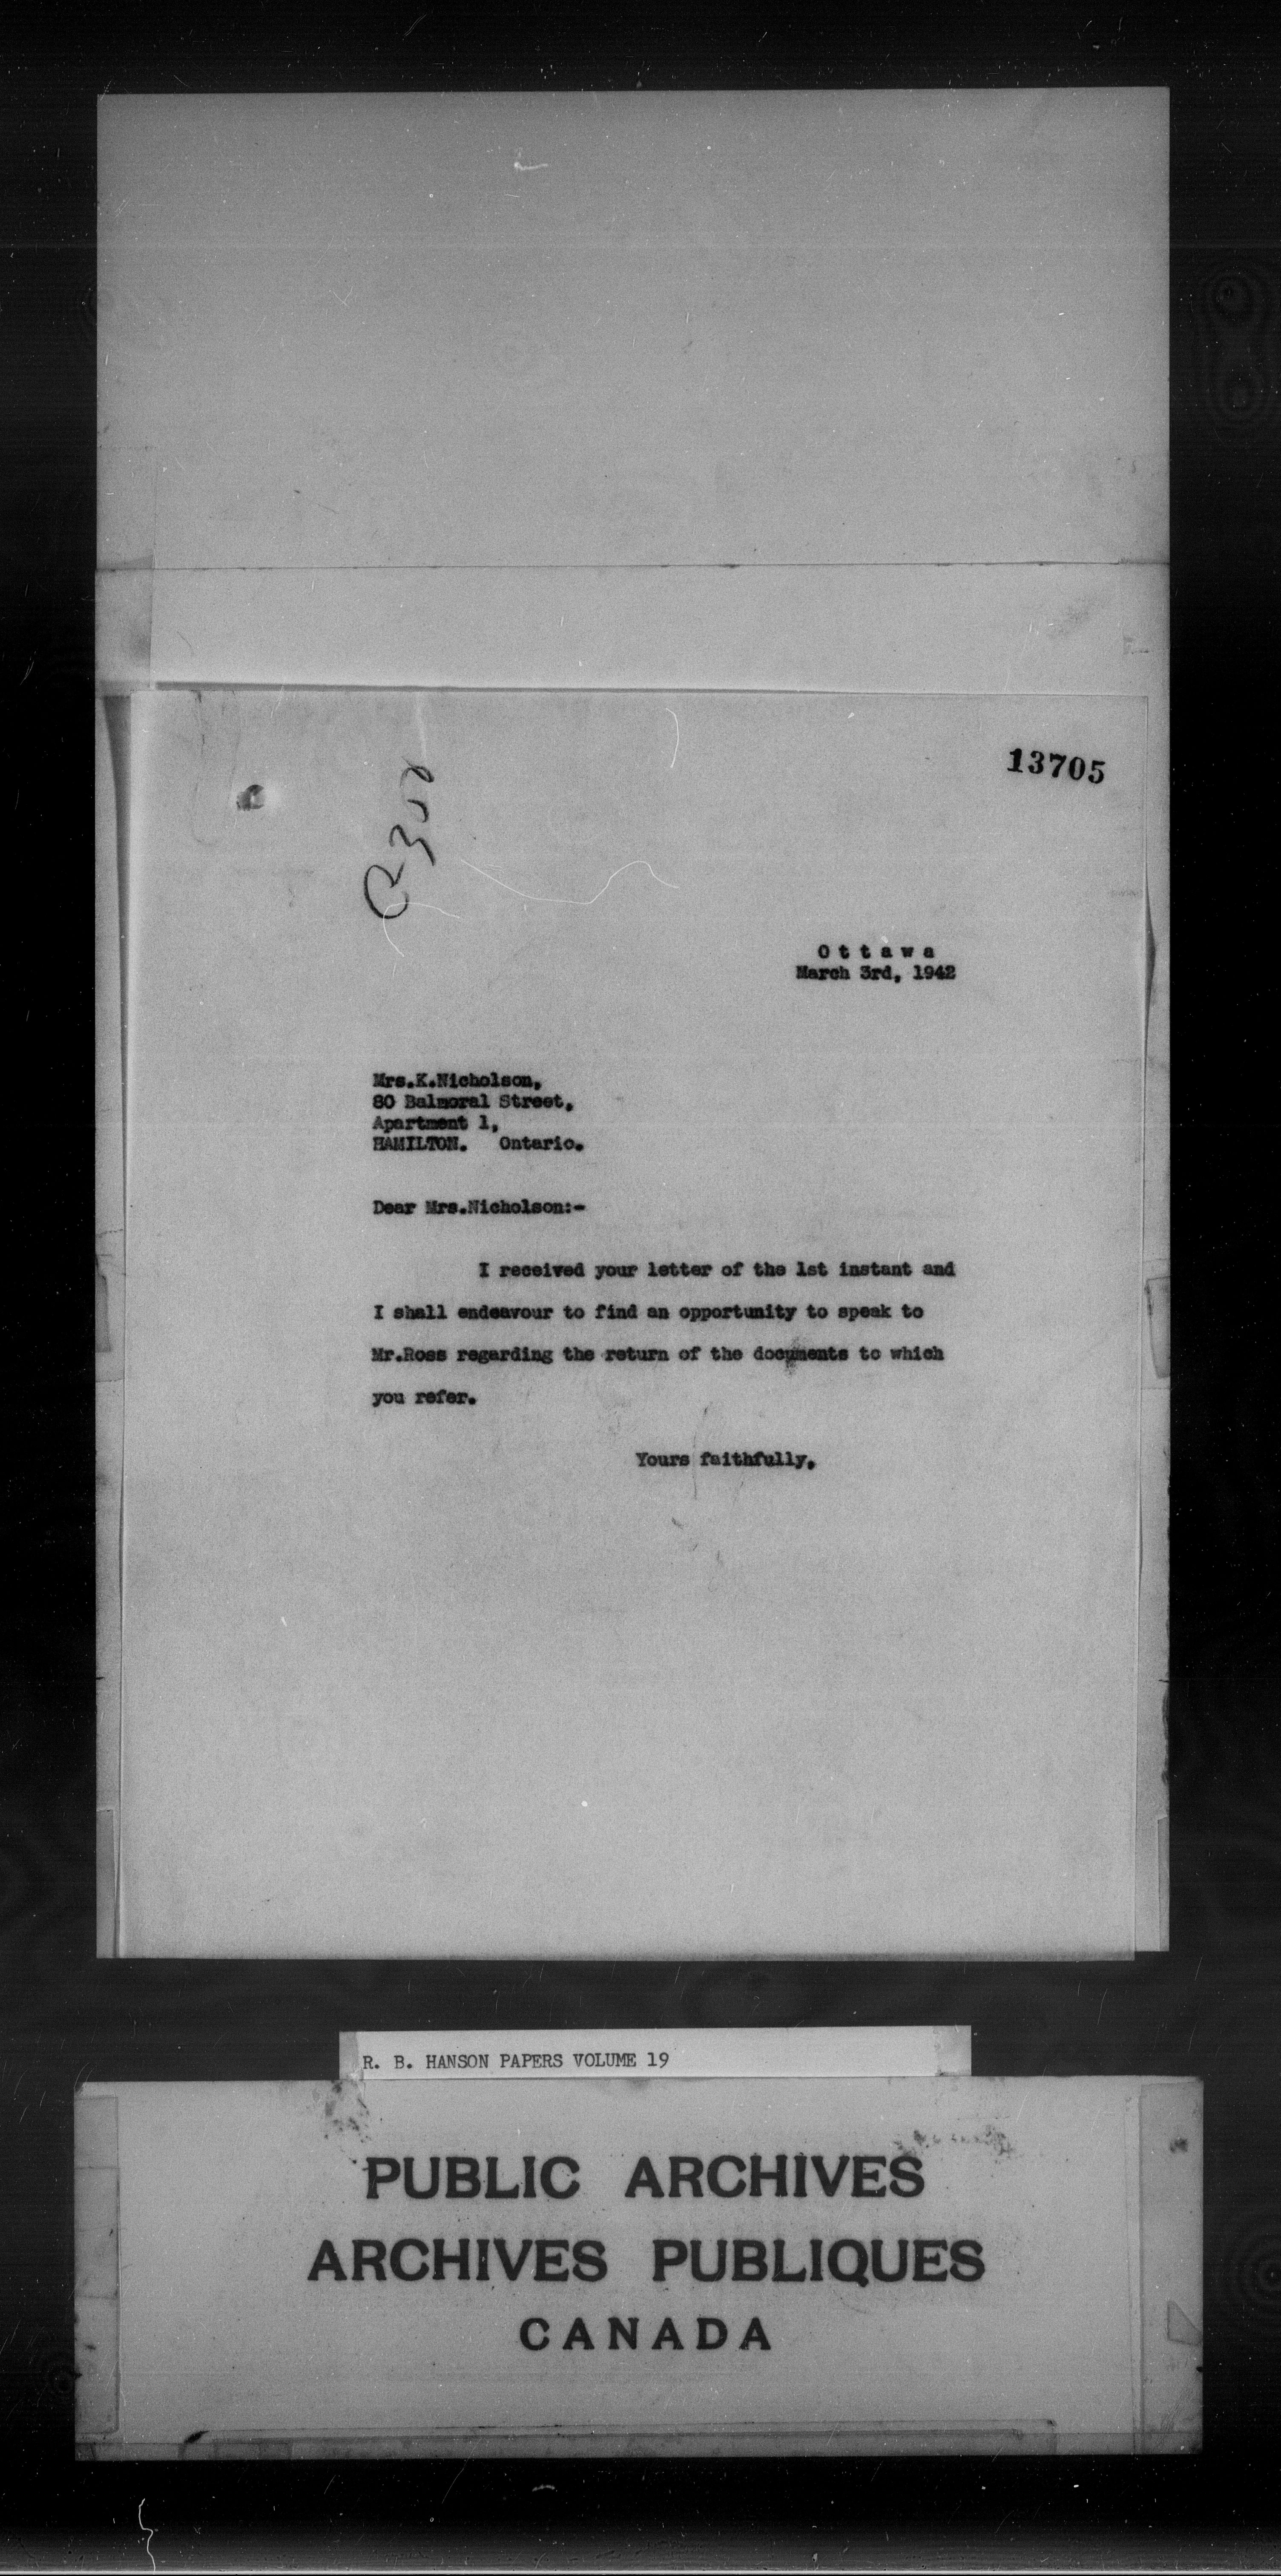 13705
R300
O t t a w a
March 3rd, 1942
Mrs.K.Nicholson,
80 Balmoral Street,
Apartment 1,
HAMILTON. Ontario.
Dear Mrs.Nicholson:-
I received your letter of the 1st instant and
I shall endeavour to find an opportunity to speak to
Mr.Ross regarding the return of the documents to which
you refer.
Yours faithfully,
R. B. HANSON PAPERS VOLUME 19
PUBLIC ARCHIVES
ARCHIVES PUBLIQUES
CANADA